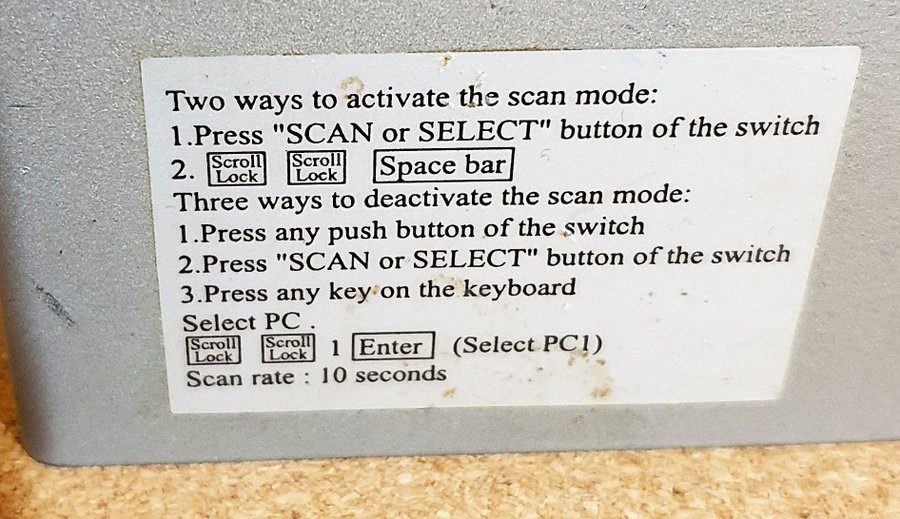 Two ways to activate the scan mode:
1.Press "SCAN or SELECT" button of the switch
2. Scroll Lock Scroll Lock Space bar
Three ways to deactivate the scan mode:
1.Press any push button of the switch
2.Press "SCAN or SELECT" button of the switch
3.Press any key on the keyboard
Select PC .
Scroll Lock Scroll Lock 1 Enter (Select PC1)
Scan rate : 10 seconds